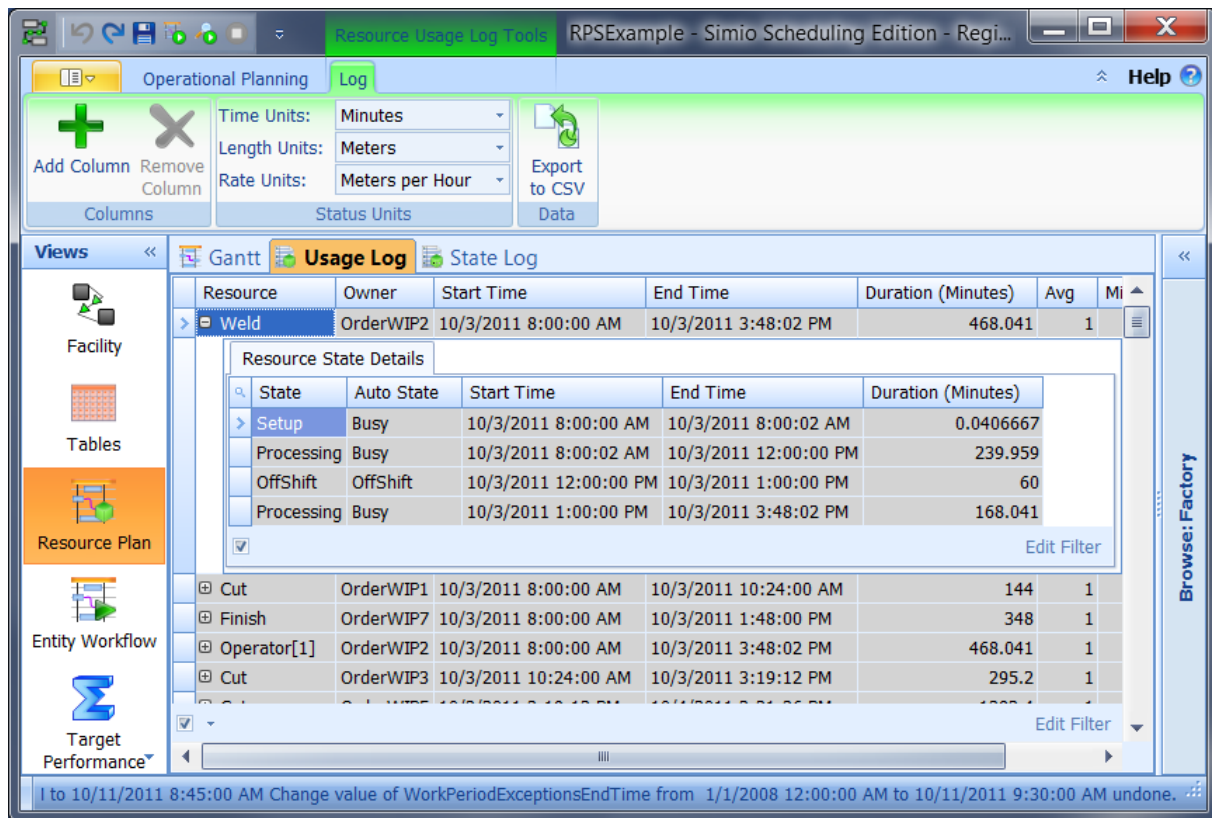 Resource Usage Log Tools RPSExample - Simio Scheduling Edition - Regi... X
Operational Planning Log Help
Add Column Remove Column
Time Units: Minutes
Length Units: Meters
Rate Units: Meters per Hour
Export to CSV
Columns Status Units Data
Views « Gantt Usage Log State Log «
Facility
Tables
Resource Plan
Entity Workflow
Target Performance
Resource Owner Start Time End Time Duration (Minutes) Avg Mi
Weld OrderWIP2 10/3/2011 8:00:00 AM 10/3/2011 3:48:02 PM 468.041 1
Resource State Details
State Auto State Start Time End Time Duration (Minutes)
Setup Busy 10/3/2011 8:00:00 AM 10/3/2011 8:00:02 AM 0.0406667
Processing Busy 10/3/2011 8:00:02 AM 10/3/2011 12:00:00 PM 239.959
OffShift OffShift 10/3/2011 12:00:00 PM 10/3/2011 1:00:00 PM 60
Processing Busy 10/3/2011 1:00:00 PM 10/3/2011 3:48:02 PM 168.041
Edit Filter
Cut OrderWIP1 10/3/2011 8:00:00 AM 10/3/2011 10:24:00 AM 144 1
Finish OrderWIP7 10/3/2011 8:00:00 AM 10/3/2011 1:48:00 PM 348 1
Operator[1] OrderWIP2 10/3/2011 8:00:00 AM 10/3/2011 3:48:02 PM 468.041 1
Cut OrderWIP3 10/3/2011 10:24:00 AM 10/3/2011 3:19:12 PM 295.2 1
Edit Filter
Browse: Factory
I to 10/11/2011 8:45:00 AM Change value of WorkPeriodExceptionsEndTime from 1/1/2008 12:00:00 AM to 10/11/2011 9:30:00 AM undone.